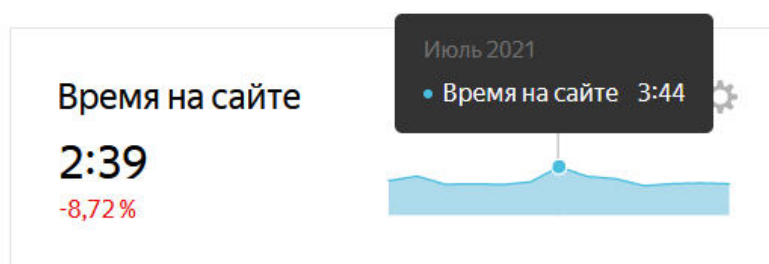 Июль 2021
Время на сайте 3:44
Время на сайте
2:39
-8,72 %